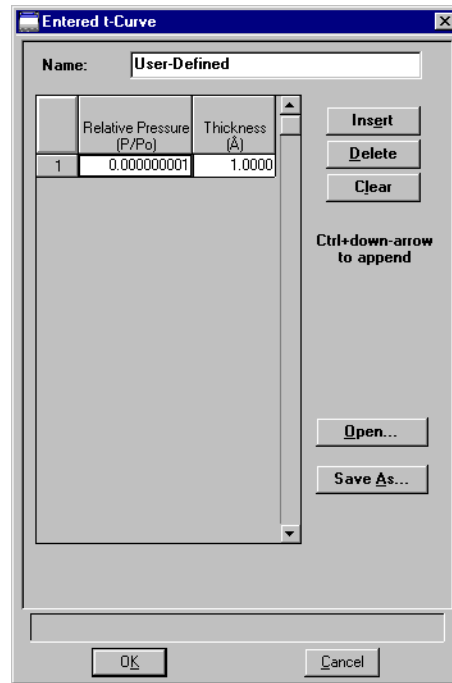 Entered t-Curve
Name: User-Defined
Relative Pressure (P/Po) Thickness (Å)
1 0.000000001 1.0000
Insert
Delete
Clear
Ctrl+down-arrow
to append
Open...
Save As...
OK Cancel